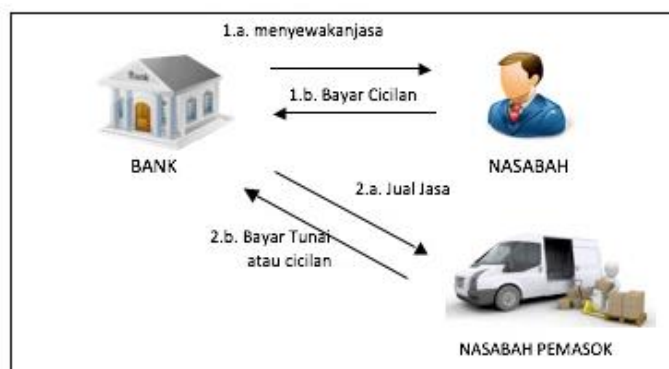 1.a. menyewakanjasa
1.b. Bayar Cicilan
BANK
NASABAH
2.a. Jual Jasa
2.b. Bayar Tunai
atau cicilan
NASABAH PEMASOK